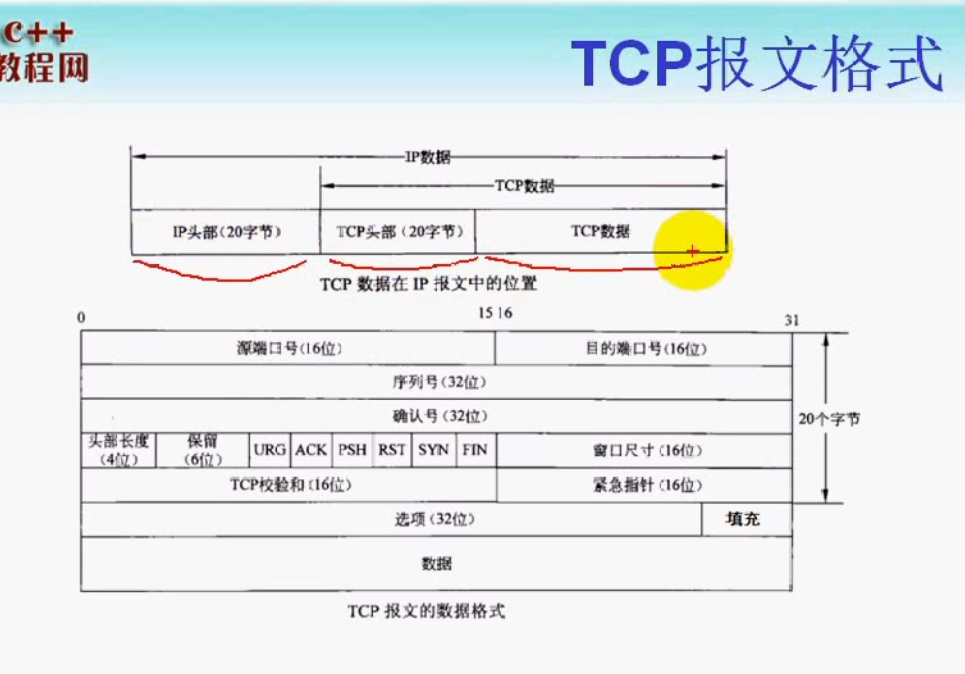 c++
教程网
TCP报文格式
IP数据
TCP数据
IP头部(20字节) TCP头部(20字节) TCP数据
TCP 数据在 IP 报文中的位置
0 15 16 31
源端口号(16位) 目的端口号(16位)
序列号(32位)
确认号(32位)
20个字节
头部长度
(4位)
保留
(6位)
URG ACK PSH RST SYN FIN 窗口尺寸(16位)
TCP校验和(16位) 紧急指针(16位)
选项(32位) 填充
数据
TCP 报文的数据格式